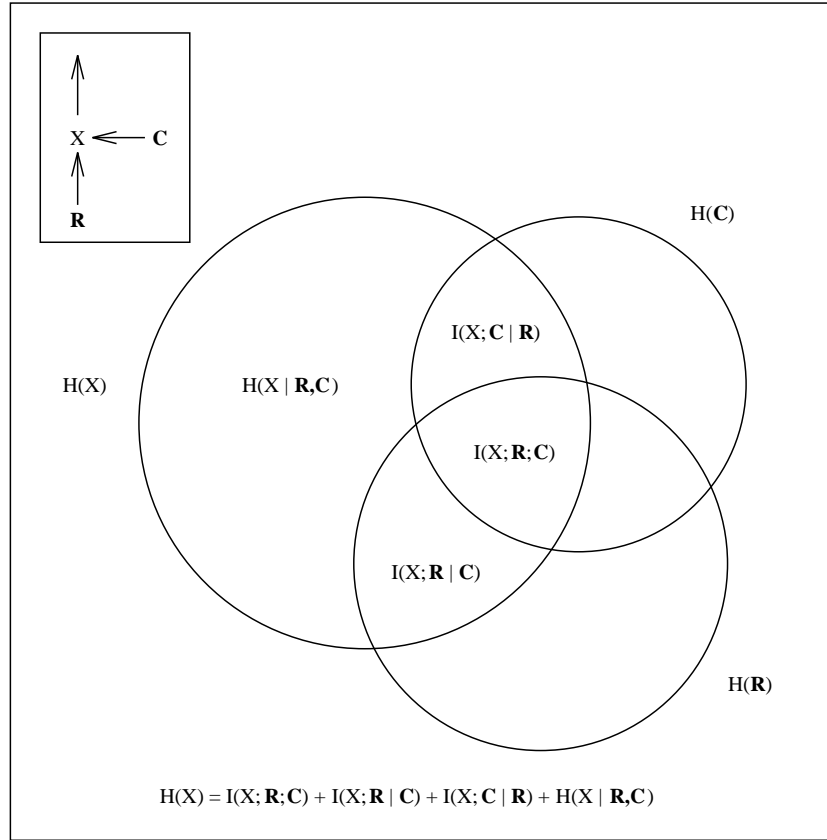 X
C
R
H(C)
I(X; C | R)
H(X)
H(X | R,C)
I(X; R; C)
I(X; R | C)
H(R)
H(X) = I(X; R; C) + I(X; R | C) + I(X; C | R) + H(X | R,C)